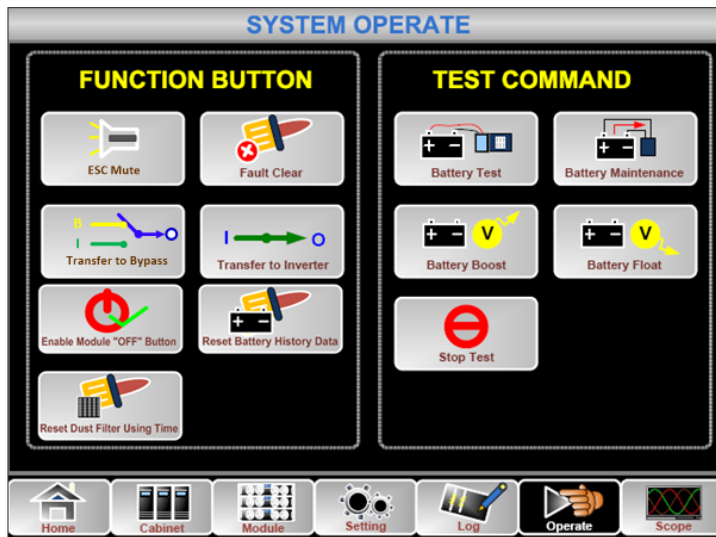 SYSTEM OPERATE
FUNCTION BUTTON
ESC Mute
Fault Clear
B
I
O
Transfer to Bypass
I
O
Transfer to Inverter
Enable Module "OFF" Button
Reset Battery History Data
Reset Dust Filter Using Time
TEST COMMAND
Battery Test
Battery Maintenance
V
Battery Boost
V
Battery Float
Stop Test
Home
Cabinet
Module
Setting
Log
Operate
Scope